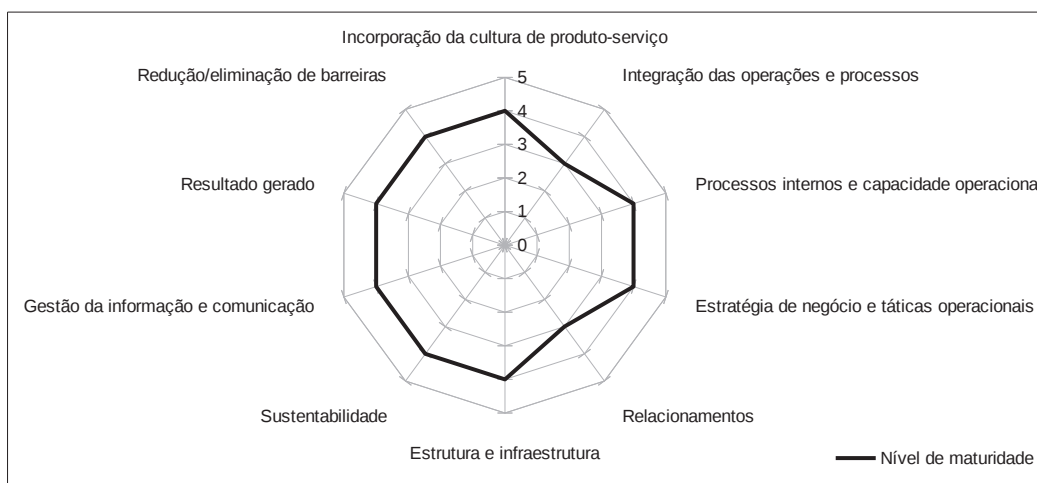 Incorporação da cultura de produto-serviço
Redução/eliminação de barreiras
Integração das operações e processos
5
4
3
2
1
0
Resultado gerado
Processos internos e capacidade operaciona
Gestão da informação e comunicação
Estratégia de negócio e táticas operacionais
Sustentabilidade
Relacionamentos
Estrutura e infraestrutura
Nível de maturidade